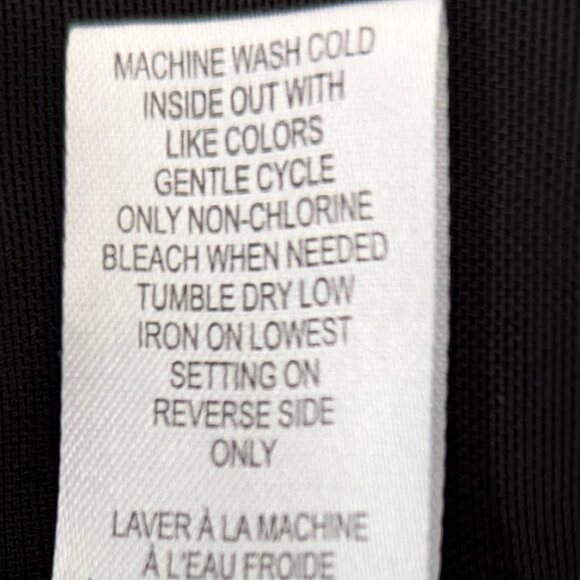 MACHINE WASH COLD
INSIDE OUT WITH
LIKE COLORS
GENTLE CYCLE
ONLY NON-CHLORINE
BLEACH WHEN NEEDED
TUMBLE DRY LOW
IRON ON LOWEST
SETTING ON
REVERSE SIDE
ONLY
LAVER À LA MACHINE
À L'EAU FROIDE